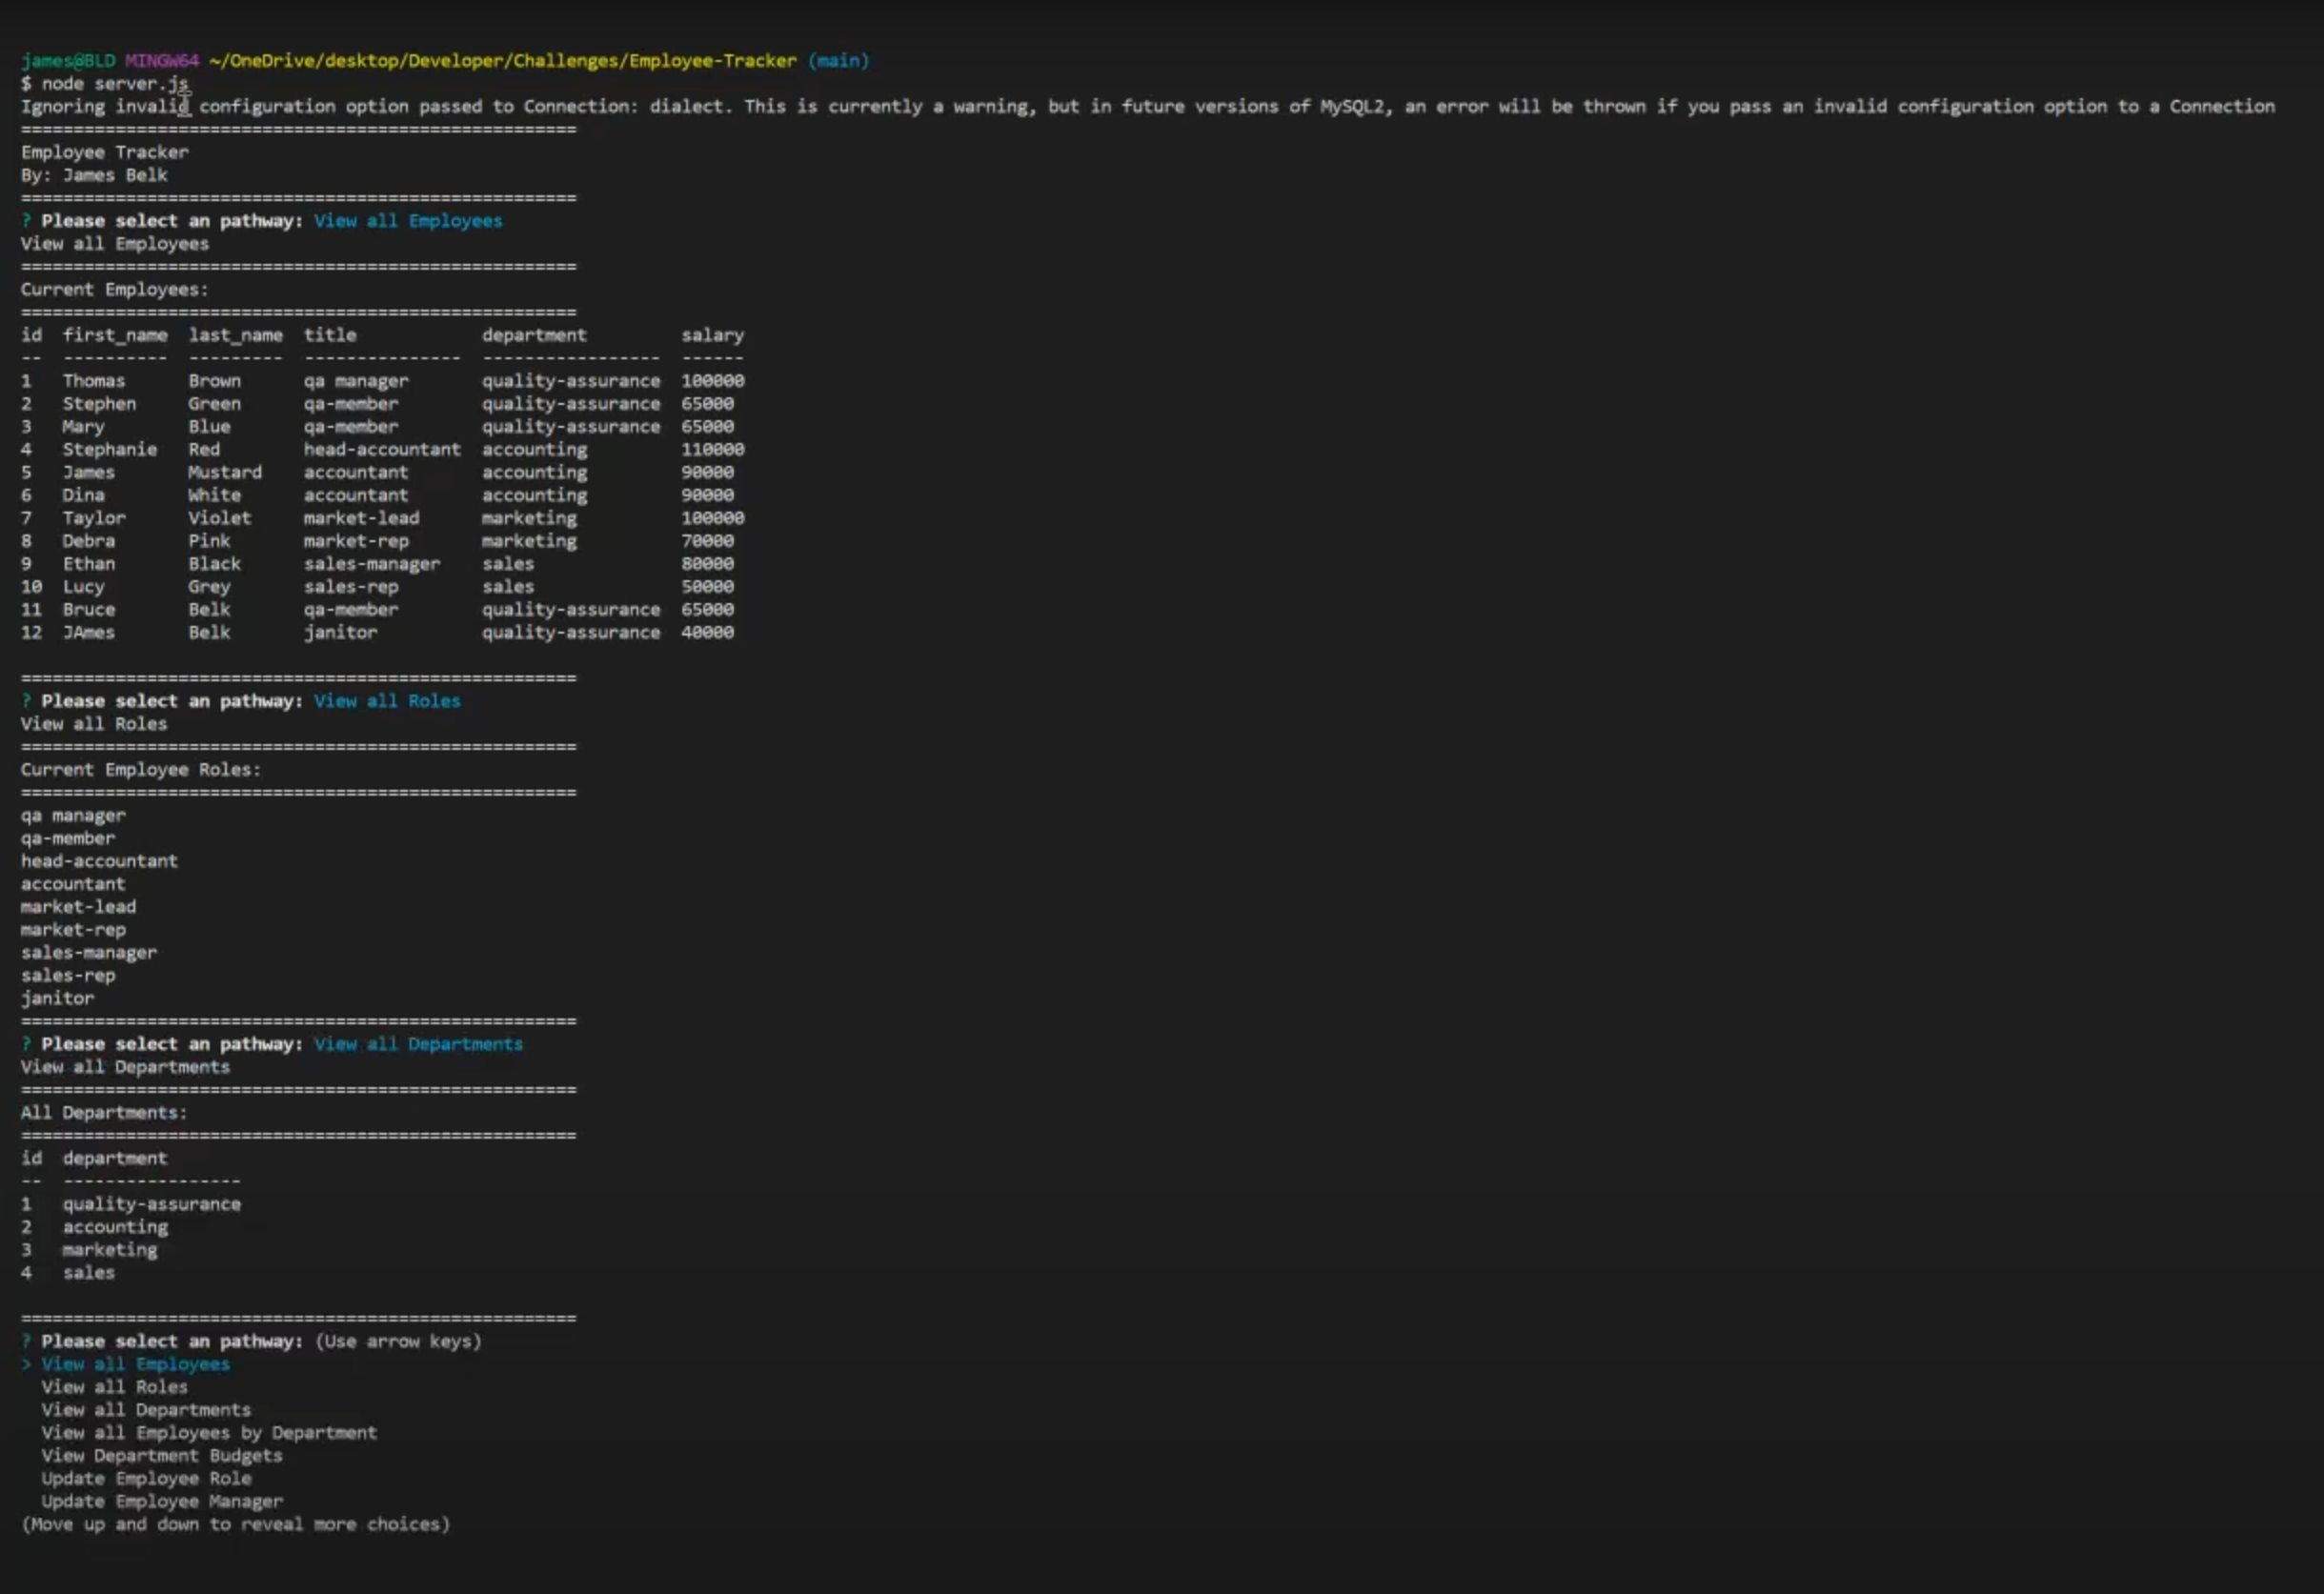 james@BLD MINGW64 ~/OneDrive/desktop/Developer/Challenges/Employee-Tracker (main)
$ node server.js
Ignoring invalid configuration option passed to Connection: dialect. This is currently a warning, but in future versions of MySQL2, an error will be thrown if you pass an invalid configuration option to a Connection
=====================================================
Employee Tracker
By: James Belk
=====================================================
? Please select an pathway: View all Employees
View all Employees
=====================================================
Current Employees:
=====================================================
id  first_name  last_name  title            department         salary
--  ----------  ---------  ---------------  -----------------  ------
1   Thomas      Brown      qa manager       quality-assurance  100000
2   Stephen     Green      qa-member        quality-assurance  65000
3   Mary        Blue       qa-member        quality-assurance  65000
4   Stephanie   Red        head-accountant  accounting         110000
5   James       Mustard    accountant       accounting         90000
6   Dina        White      accountant       accounting         90000
7   Taylor      Violet     market-lead      marketing          100000
8   Debra       Pink       market-rep       marketing          70000
9   Ethan       Black      sales-manager    sales              80000
10  Lucy        Grey       sales-rep        sales              50000
11  Bruce       Belk       qa-member        quality-assurance  65000
12  JAmes       Belk       janitor          quality-assurance  40000
=====================================================
? Please select an pathway: View all Roles
View all Roles
=====================================================
Current Employee Roles:
=====================================================
qa manager
qa-member
head-accountant
accountant
market-lead
market-rep
sales-manager
sales-rep
janitor
=====================================================
? Please select an pathway: View all Departments
View all Departments
=====================================================
All Departments:
=====================================================
id  department
--  -----------------
1   quality-assurance
2   accounting
3   marketing
4   sales
=====================================================
? Please select an pathway: (Use arrow keys)
> View all Employees
  View all Roles
  View all Departments
  View all Employees by Department
  View Department Budgets
  Update Employee Role
  Update Employee Manager
(Move up and down to reveal more choices)